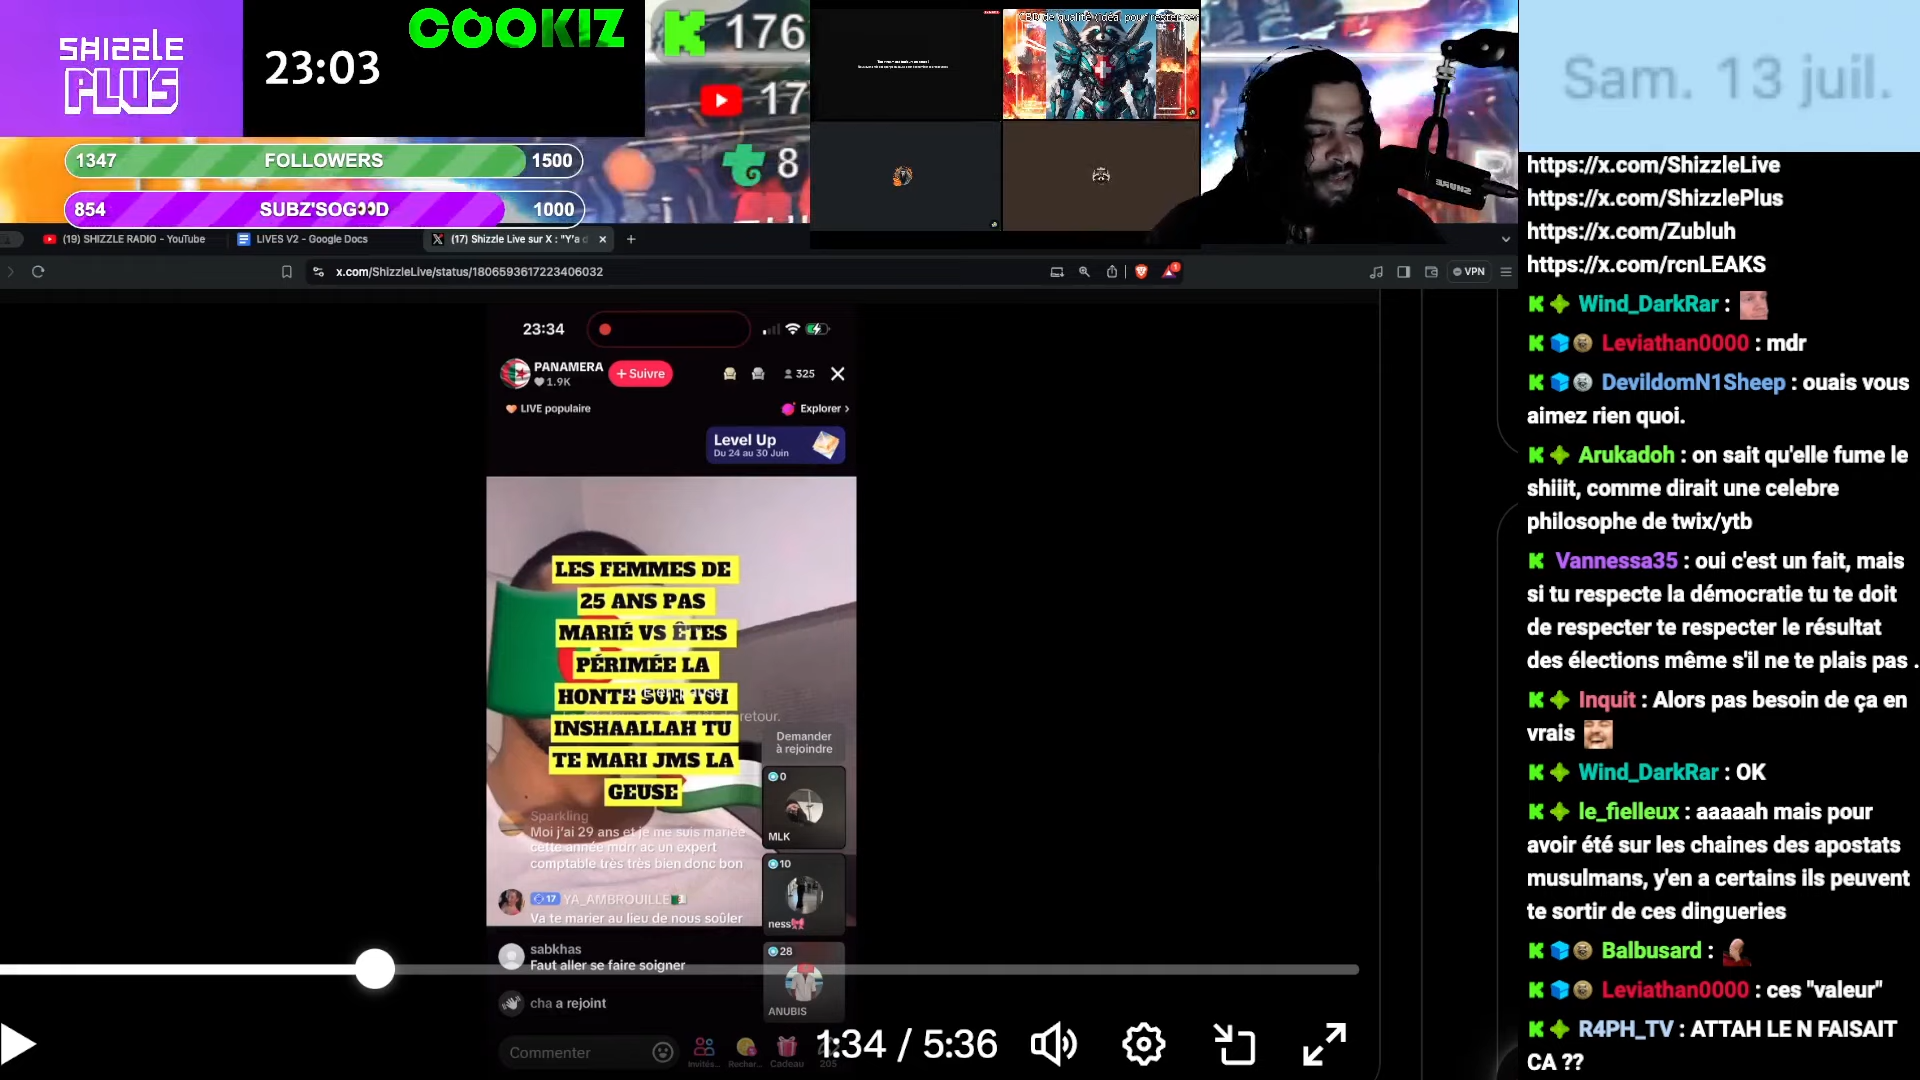 SHIZZLE
PLUS
23:03
COOKIZ
176
17
8
1347 FOLLOWERS 1500
854 SUBZ'SOG👀D 1000
CBD de qualité (idéal pour rester zen
SHURE
Sam. 13 juil.
(19) SHIZZLE RADIO - YouTube
LIVES V2 - Google Docs
(17) Shizzle Live sur X : "Y'a d
x.com/ShizzleLive/status/1806593617223406032
VPN
23:34
PANAMERA
1.9K
+ Suivre
325
LIVE populaire
Explorer >
Level Up
Du 24 au 30 Juin
LES FEMMES DE
25 ANS PAS
MARIÉ VS ÊTES
PÉRIMÉE LA
HONTE SUR TOI
INSHAALLAH TU
TE MARI JMS LA
GEUSE
retour.
Demander
à rejoindre
0
MLK
10
ness🎀
28
ANUBIS
Sparkling
Moi j'ai 29 ans et je me suis mariée
cette année mdrr ac un expert
comptable très très bien donc bon
17 YA_AMBROUILLE🇩🇿
Va te marier au lieu de nous soûler
sabkhas
Faut aller se faire soigner
cha a rejoint
Commenter
Invités...
Rechar...
Cadeau
205
1:34 / 5:36
https://x.com/ShizzleLive
https://x.com/ShizzlePlus
https://x.com/Zubluh
https://x.com/rcnLEAKS
Wind_DarkRar :
Leviathan0000 : mdr
DevildomN1Sheep : ouais vous
aimez rien quoi.
Arukadoh : on sait qu'elle fume le
shiiit, comme dirait une celebre
philosophe de twix/ytb
Vannessa35 : oui c'est un fait, mais
si tu respecte la démocratie tu te doit
de respecter te respecter le résultat
des élections même s'il ne te plais pas .
Inquit : Alors pas besoin de ça en
vrais
Wind_DarkRar : OK
le_fielleux : aaaaah mais pour
avoir été sur les chaines des apostats
musulmans, y'en a certains ils peuvent
te sortir de ces dingueries
Balbusard :
Leviathan0000 : ces "valeur"
R4PH_TV : ATTAH LE N FAISAIT
CA ??